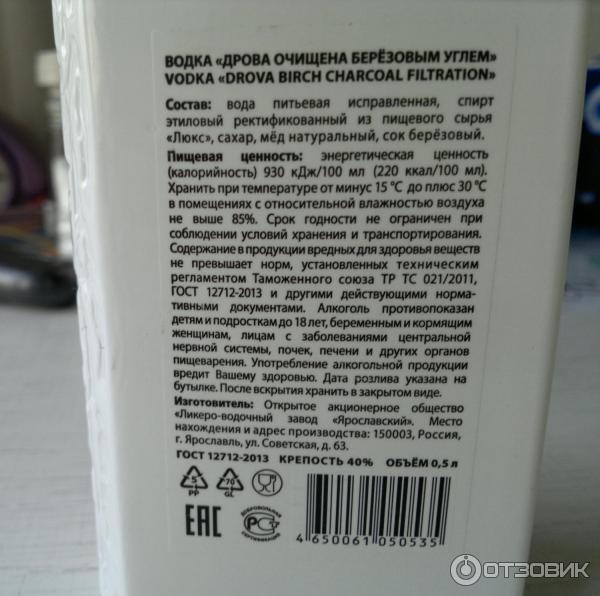 ВОДКА «ДРОВА ОЧИЩЕНА БЕРЁЗОВЫМ УГЛЕМ»
VODKA «DROVA BIRCH CHARCOAL FILTRATION»
Состав: вода питьевая исправленная, спирт
этиловый ректификованный из пищевого сырья
«Люкс», сахар, мёд натуральный, сок берёзовый.
Пищевая ценность: энергетическая ценность
(калорийность) 930 кДж/100 мл (220 ккал/100 мл).
Хранить при температуре от минус 15 °С до плюс 30 °С
в помещениях с относительной влажностью воздуха
не выше 85%. Срок годности не ограничен при
соблюдении условий хранения и транспортирования.
Содержание в продукции вредных для здоровья веществ
не превышает норм, установленных техническим
регламентом Таможенного союза ТР ТС 021/2011,
ГОСТ 12712-2013 и другими действующими норма-
тивными документами. Алкоголь противопоказан
детям и подросткам до 18 лет, беременным и кормящим
женщинам, лицам с заболеваниями центральной
нервной системы, почек, печени и других органов
пищеварения. Употребление алкогольной продукции
вредит Вашему здоровью. Дата розлива указана на
бутылке. После вскрытия хранить в закрытом виде.
Изготовитель: Открытое акционерное общество
«Ликеро-водочный завод «Ярославский». Место
нахождения и адрес производства: 150003, Россия,
г. Ярославль, ул. Советская, д. 63.
ГОСТ 12712-2013 КРЕПОСТЬ 40% ОБЪЁМ 0,5 л
5 PP 70 GL
EAC ДОБРОВОЛЬНАЯ РСТ СЕРТИФИКАЦИЯ
4 650061 050535
ОТЗОВИК